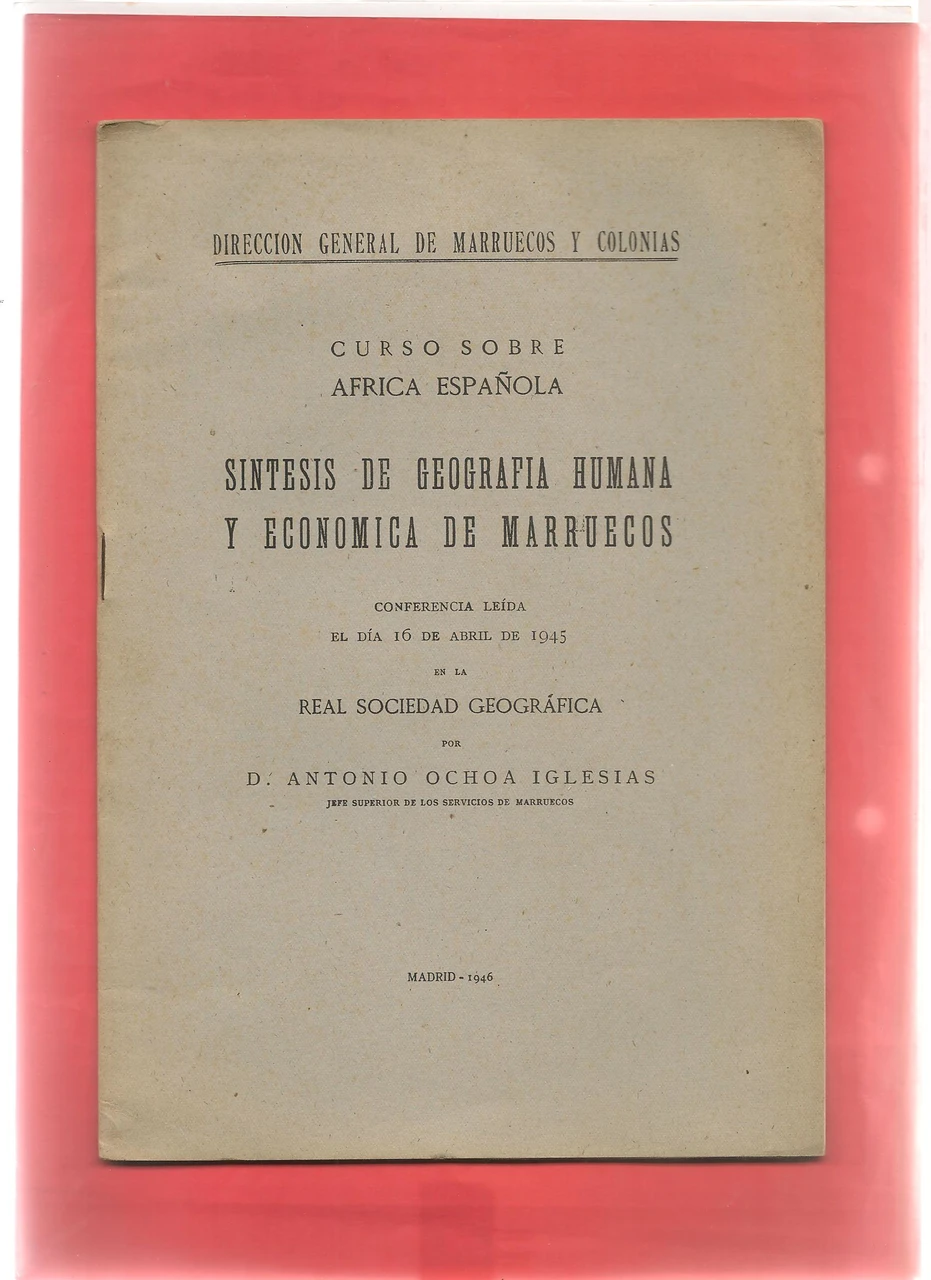 DIRECCION GENERAL DE MARRUECOS Y COLONIAS
CURSO SOBRE
AFRICA ESPAÑOLA
SINTESIS DE GEOGRAFIA HUMANA
Y ECONOMICA DE MARRUECOS
CONFERENCIA LEÍDA
EL DÍA 16 DE ABRIL DE 1945
EN LA
REAL SOCIEDAD GEOGRÁFICA
POR
D. ANTONIO OCHOA IGLESIAS
JEFE SUPERIOR DE LOS SERVICIOS DE MARRUECOS
MADRID - 1946